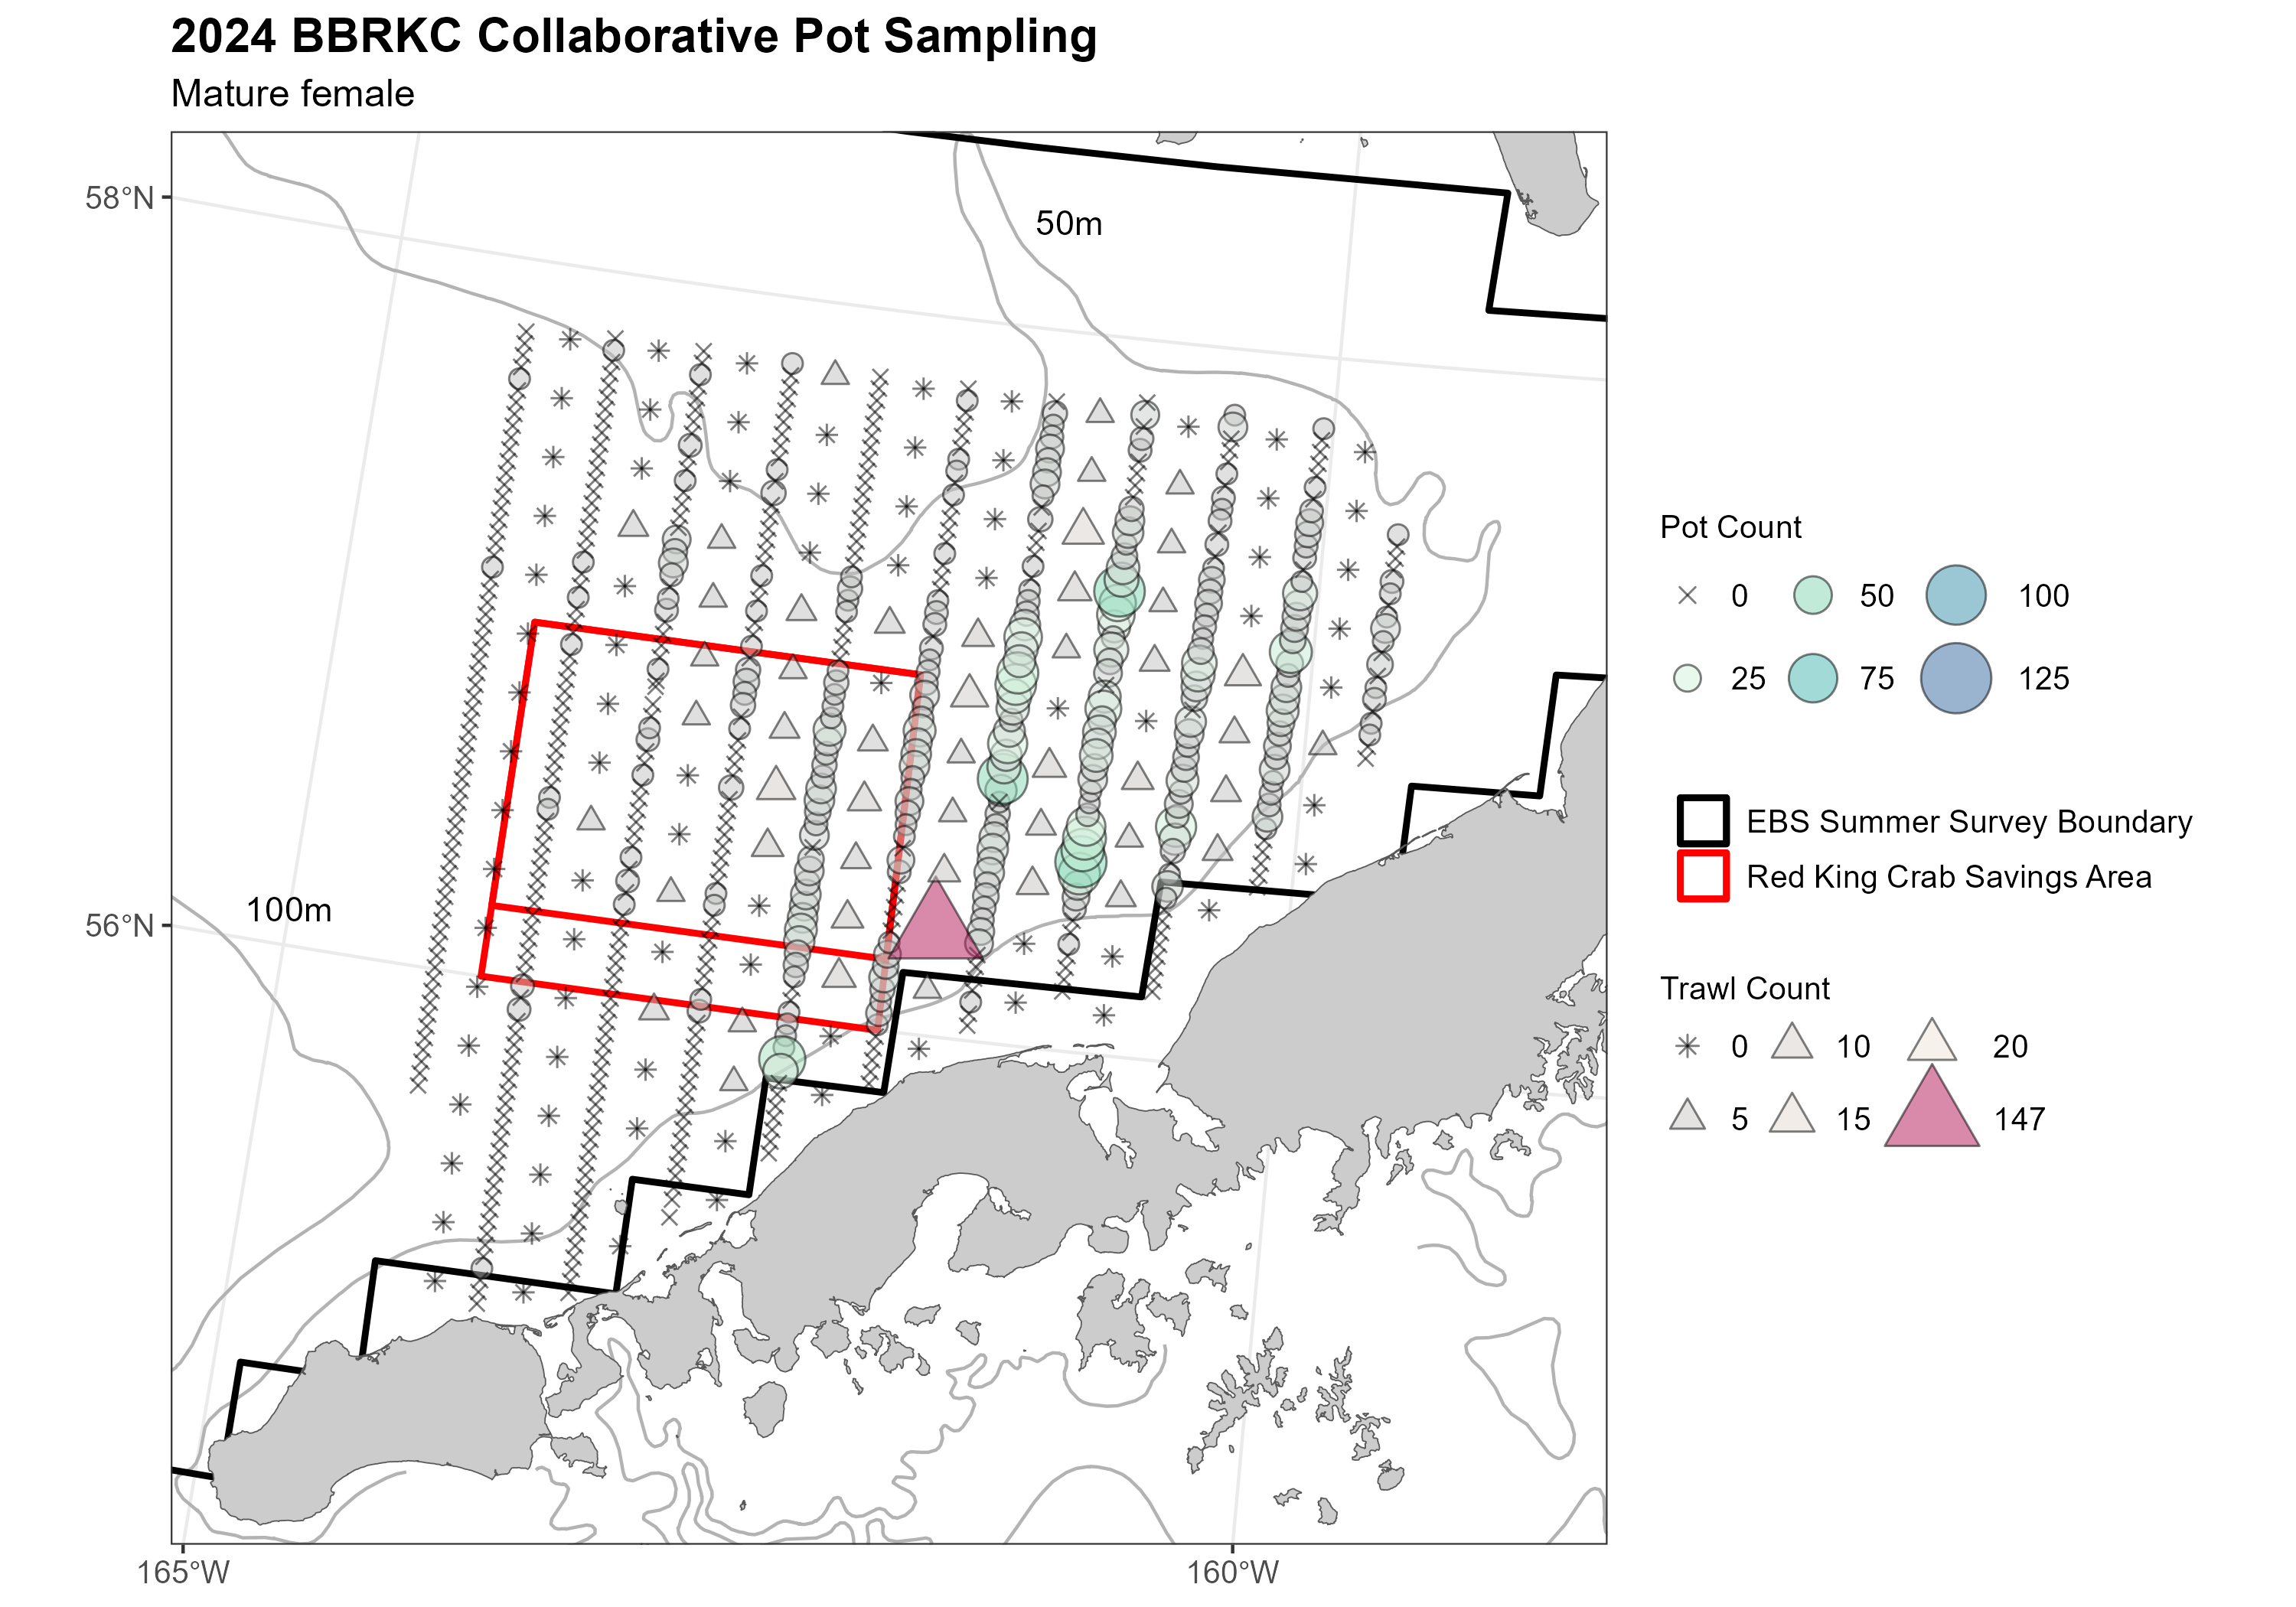 2024 BBRKC Collaborative Pot Sampling
Mature female
58°N
56°N
165°W
160°W
50m
100m
Pot Count
0 50 100
25 75 125
EBS Summer Survey Boundary
Red King Crab Savings Area
Trawl Count
0 10 20
5 15 147